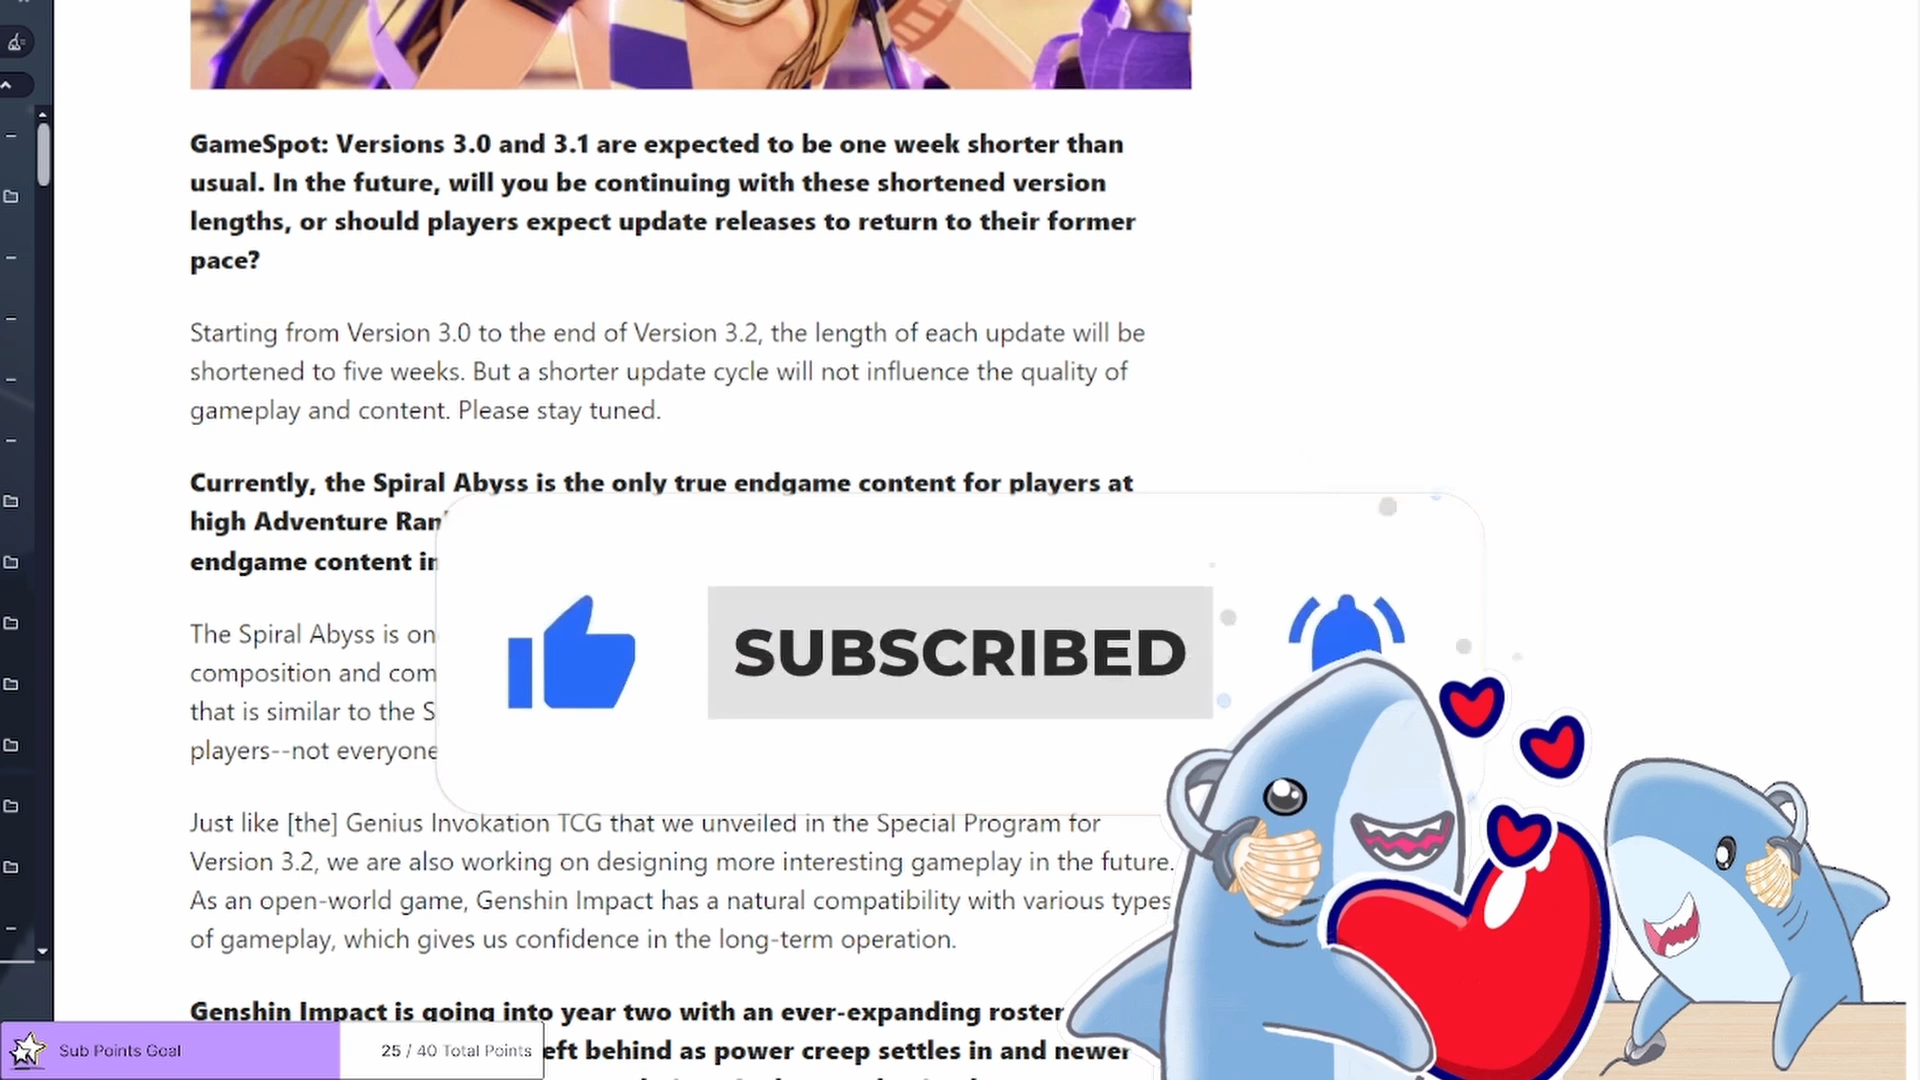 GameSpot: Versions 3.0 and 3.1 are expected to be one week shorter than
usual. In the future, will you be continuing with these shortened version
lengths, or should players expect update releases to return to their former
pace?
Starting from Version 3.0 to the end of Version 3.2, the length of each update will be
shortened to five weeks. But a shorter update cycle will not influence the quality of
gameplay and content. Please stay tuned.
Currently, the Spiral Abyss is the only true endgame content for players at
high Adventure
endgame content
The Spiral Abyss is
composition and
that is similar to the
players--not everyone
SUBSCRIBED
Just like [the] Genius Invokation TCG that we unveiled in the Special Program for
Version 3.2, we are also working on designing more interesting gameplay in the future.
As an open-world game, Genshin Impact has a natural compatibility with various types
of gameplay, which gives us confidence in the long-term operation.
Genshin Impact is going into year two with an ever-expanding roster
behind as power creep settles in and newer
Sub Points Goal
25 / 40 Total Points